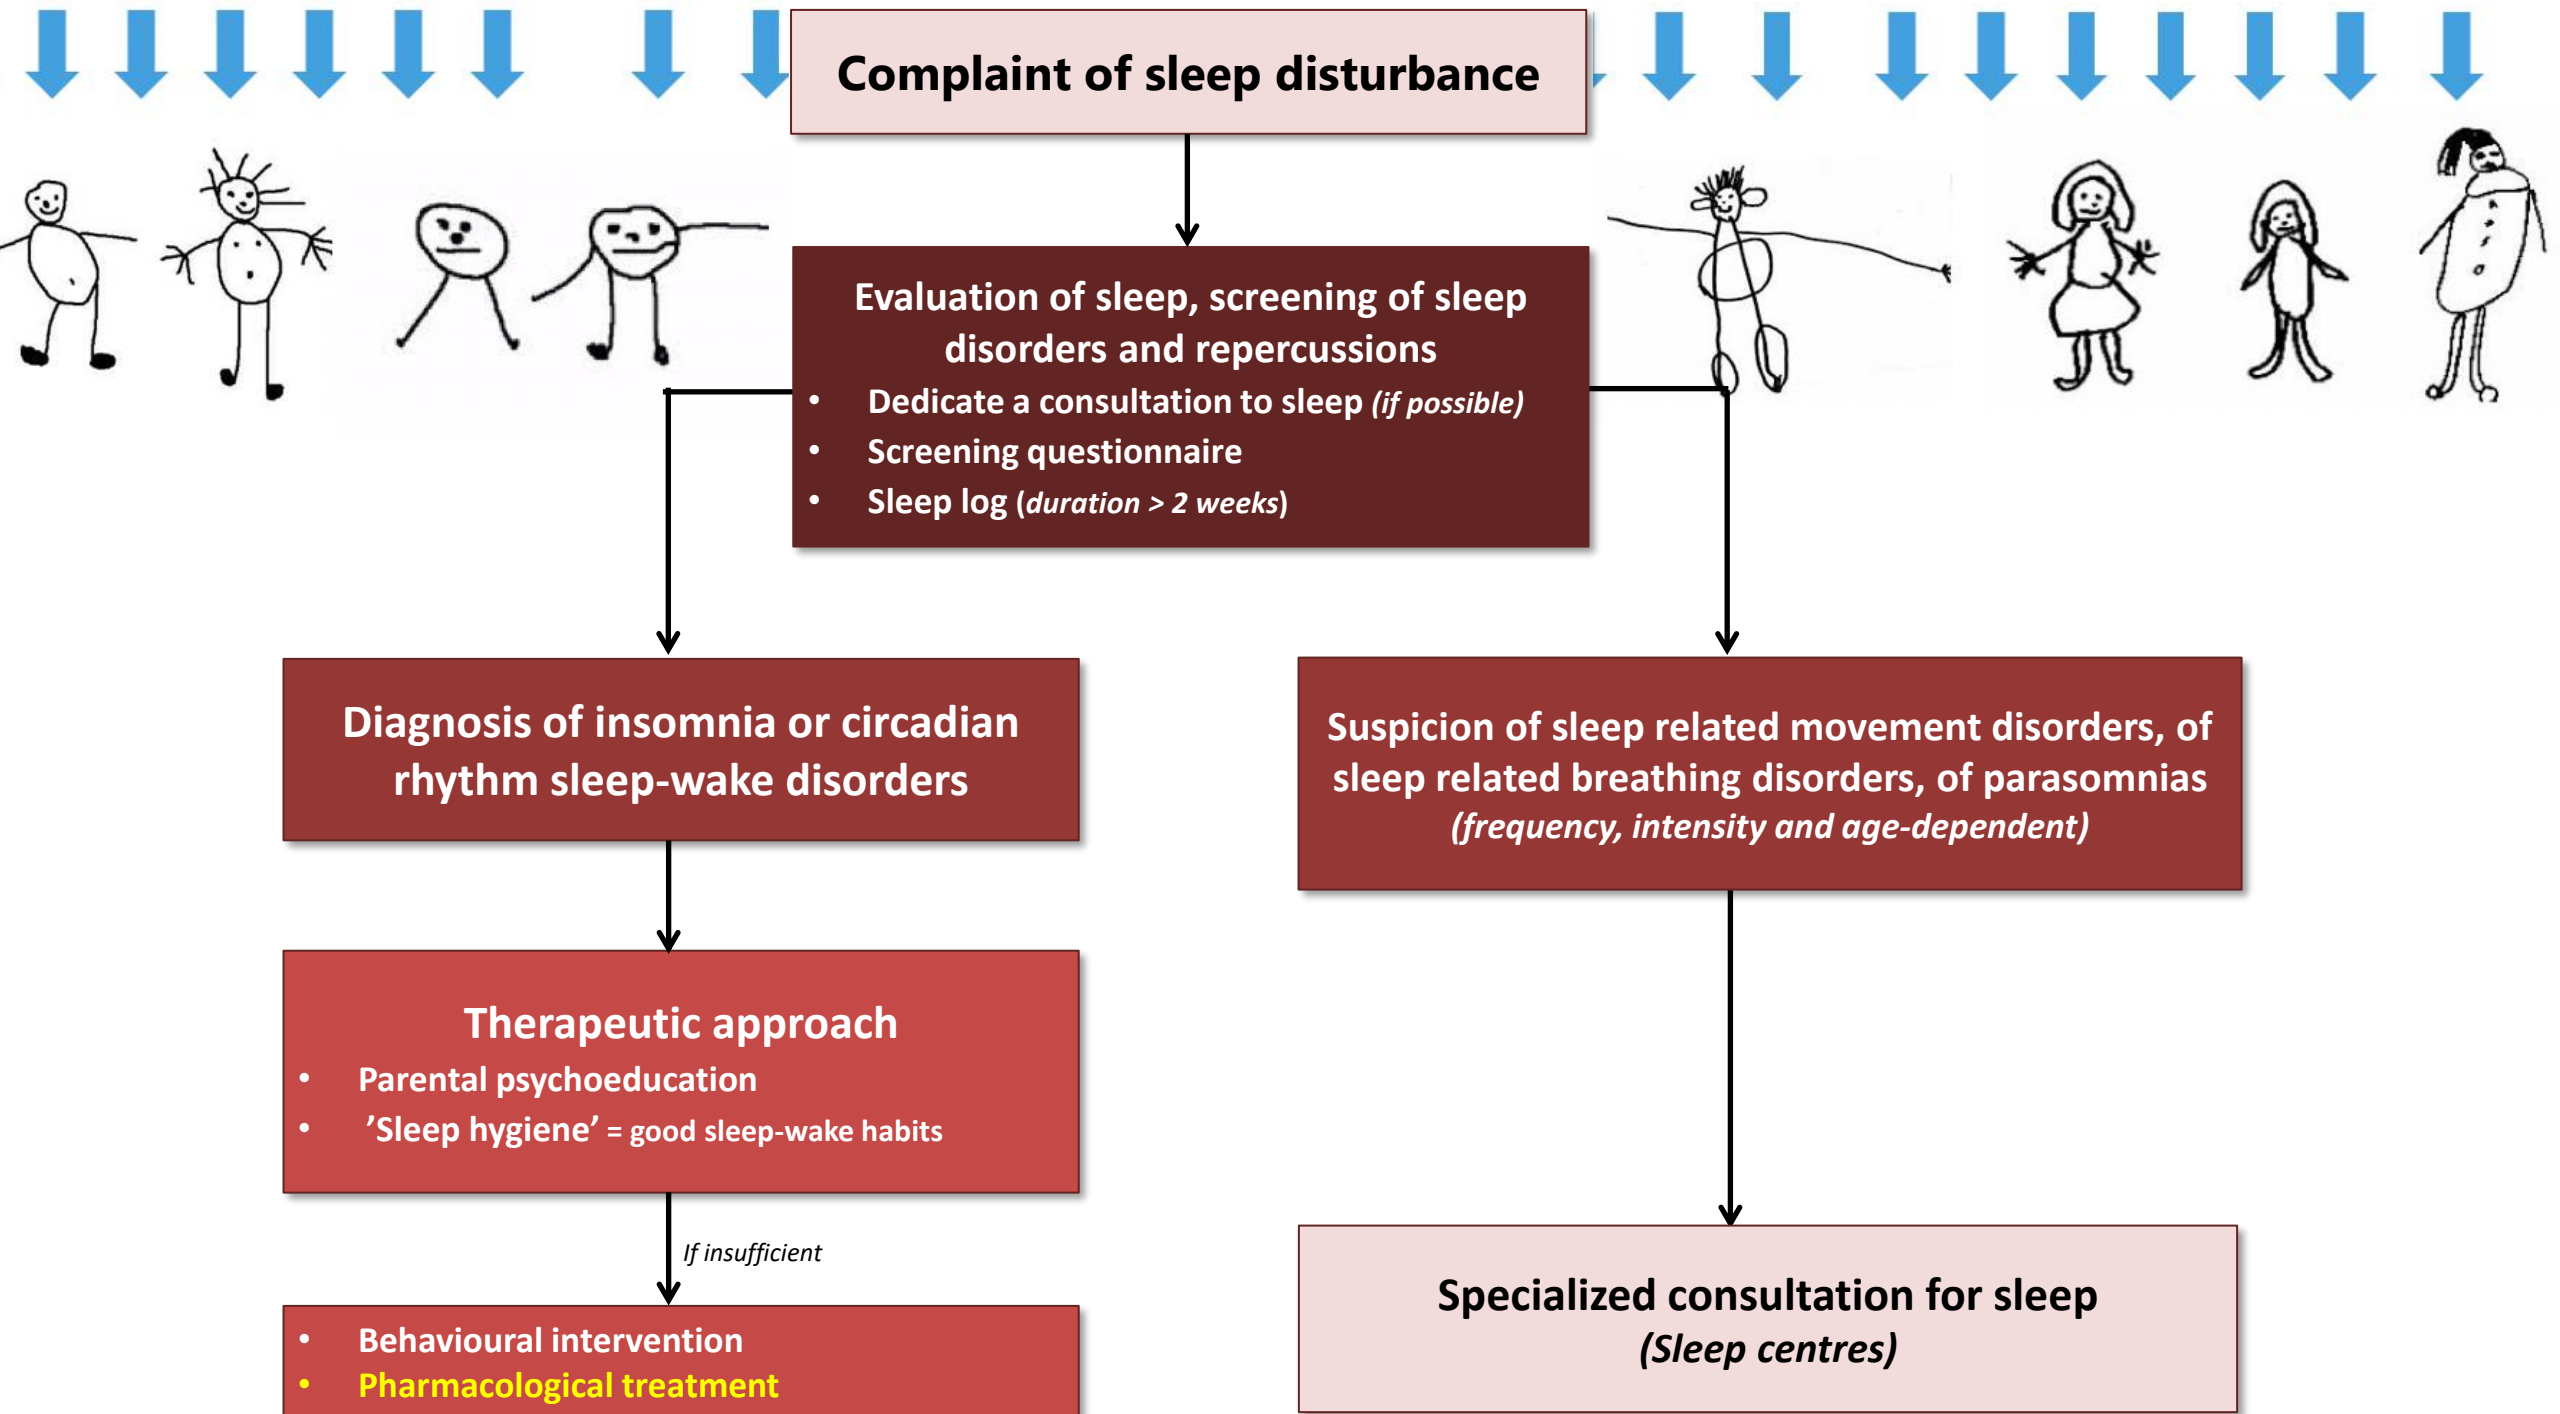 Complaint of sleep disturbance
Evaluation of sleep, screening of sleep
disorders and repercussions
• Dedicate a consultation to sleep (if possible)
• Screening questionnaire
• Sleep log (duration > 2 weeks)
Diagnosis of insomnia or circadian
rhythm sleep-wake disorders
Suspicion of sleep related movement disorders, of
sleep related breathing disorders, of parasomnias
(frequency, intensity and age-dependent)
Therapeutic approach
• Parental psychoeducation
• ’Sleep hygiene’ = good sleep-wake habits
If insufficient
• Behavioural intervention
• Pharmacological treatment
Specialized consultation for sleep
(Sleep centres)